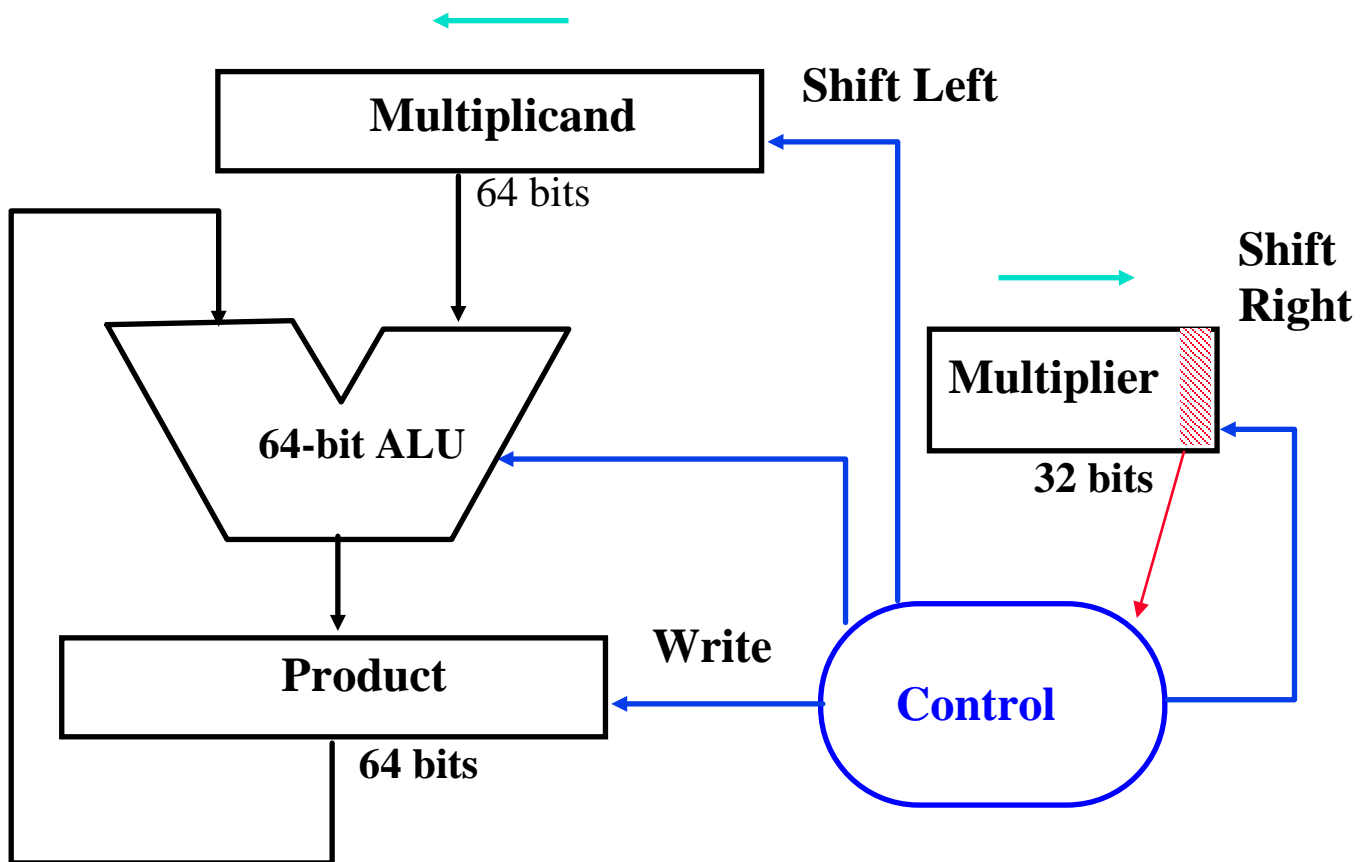 Shift Left
Multiplicand
64 bits
Shift
Right
Multiplier
32 bits
64-bit ALU
Write
Product
Control
64 bits